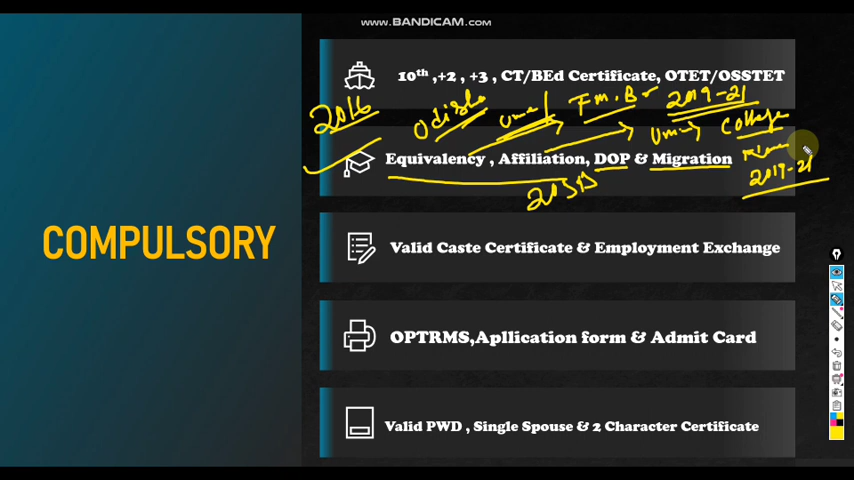 www.BANDICAM.com
10th ,+2 , +3 , CT/BEd Certificate, OTET/OSSTET
2016 Odisha F.M.B 2019-21
College
Equivalency , Affiliation, DOP & Migration
2019-21
COMPULSORY
Valid Caste Certificate & Employment Exchange
OPTRMS,Apllication form & Admit Card
Valid PWD , Single Spouse & 2 Character Certificate